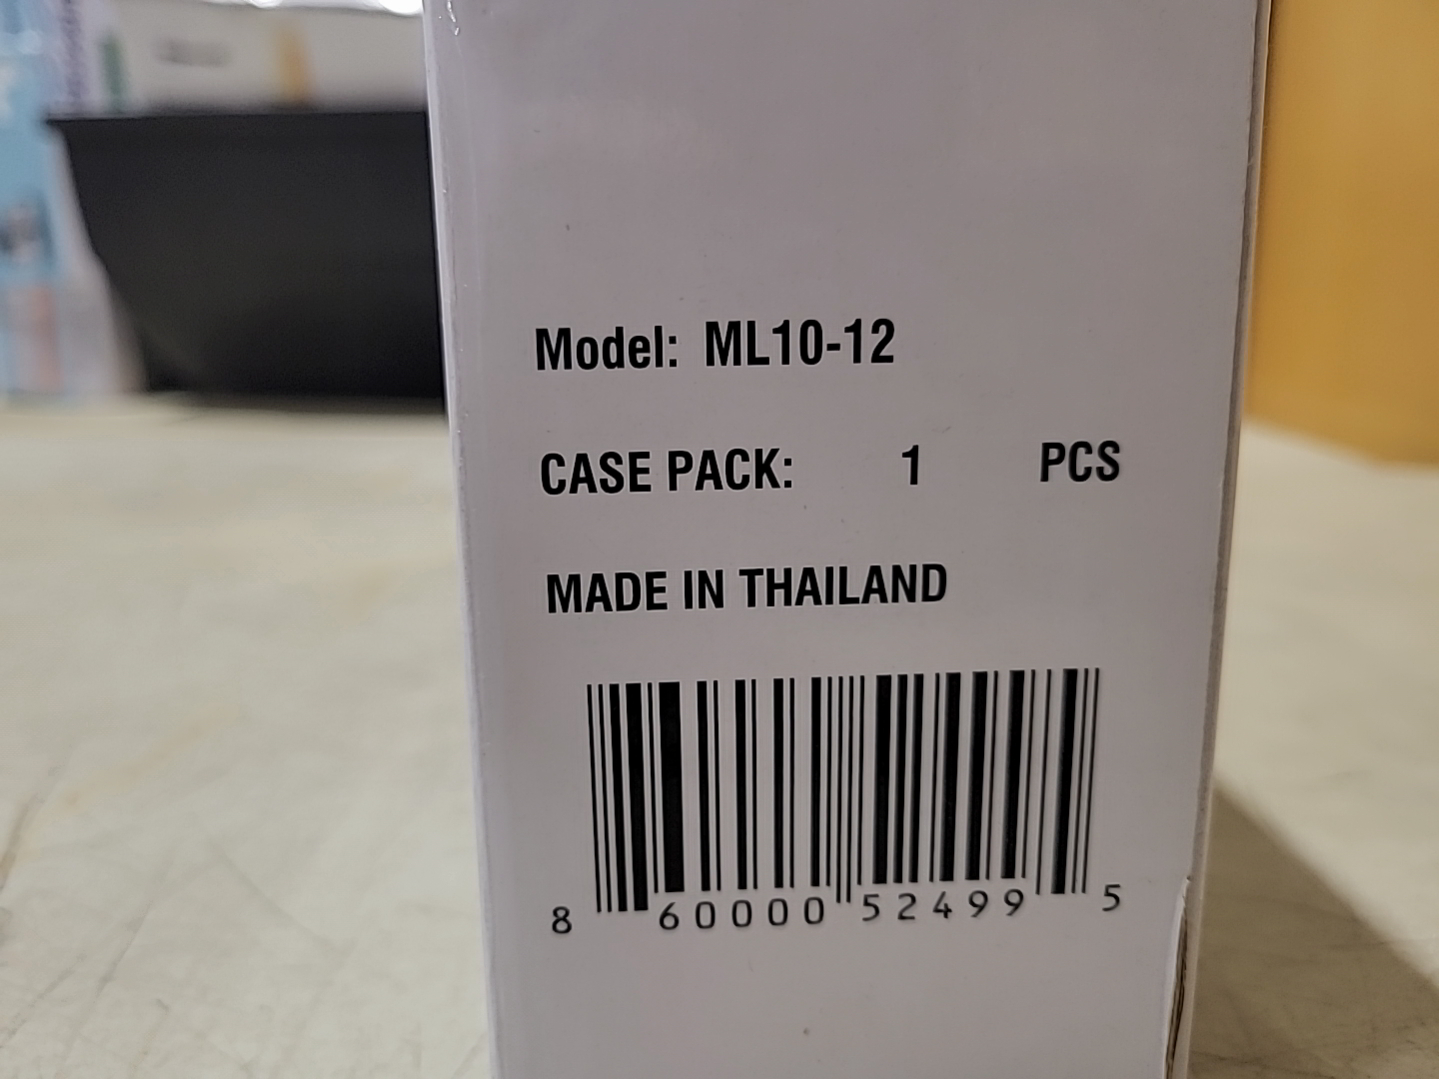 Model: ML10-12
CASE PACK: 1 PCS
MADE IN THAILAND
8 60000 52499 5